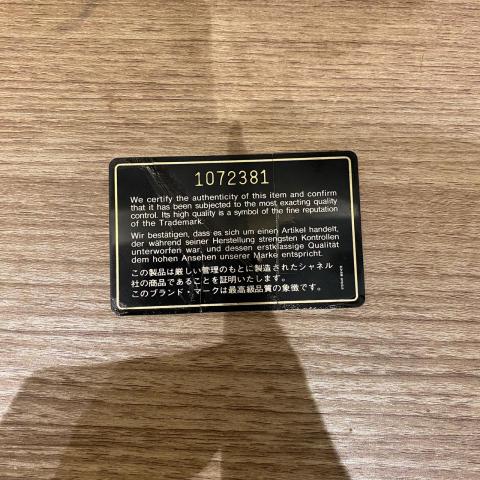 1072381
We certify the authenticity of this item and confirm
that it has been subjected to the most exacting quality
control. Its high quality is a symbol of the fine reputation
of the Trademark.
Wir bestätigen, dass es sich um einen Artikel handelt,
der während seiner Herstellung strengsten Kontrollen
unterworfen war, und dessen erstklassige Qualität
dem hohen Ansehen unserer Marke entspricht.
この製品は厳しい管理のもとに製造されたシャネル
社の商品であることを証明いたします。
このブランド・マークは最高級品質の象徴です。